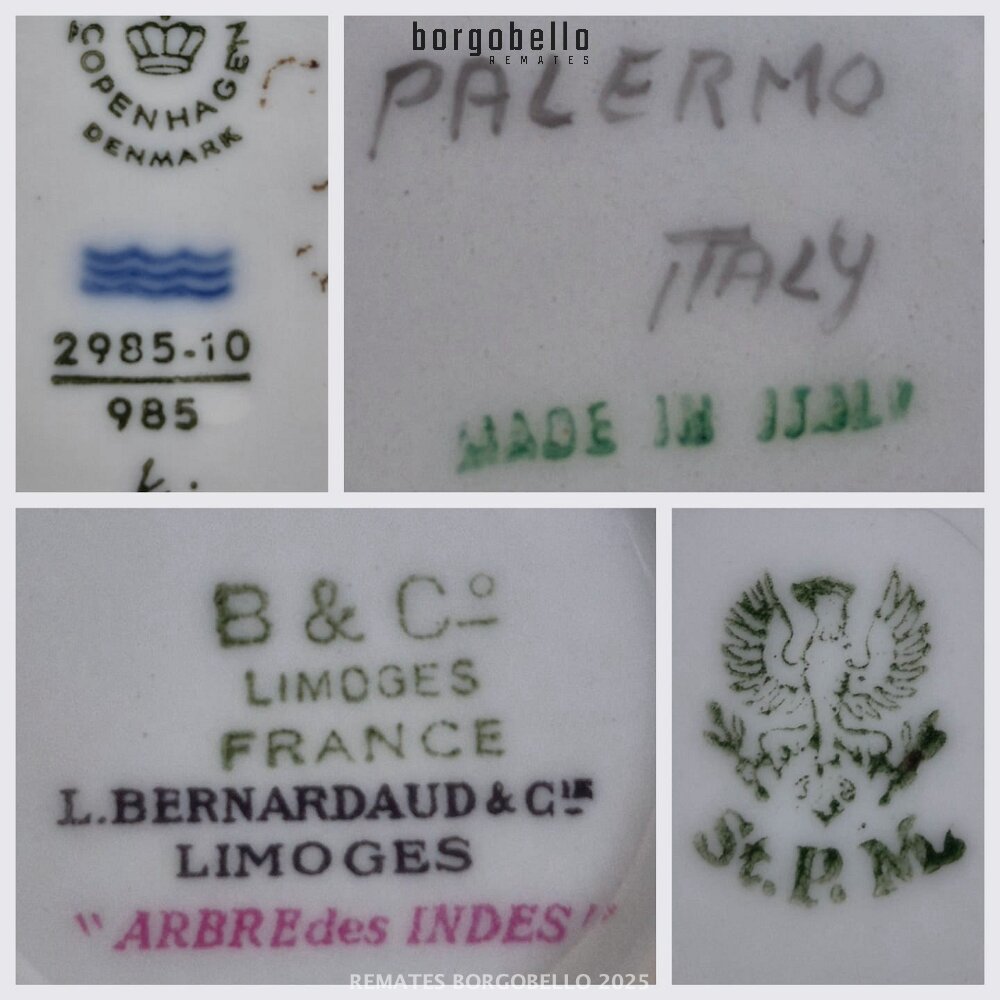 borgobello
REMATES
COPENHAGEN
DENMARK
2985-10
985
PALERMO
ITALY
MADE IN ITALY
B & Cº
LIMOGES
FRANCE
L.BERNARDAUD & CIE
LIMOGES
"ARBRE des INDES"
St. P. M.
REMATES BORGOBELLO 2025